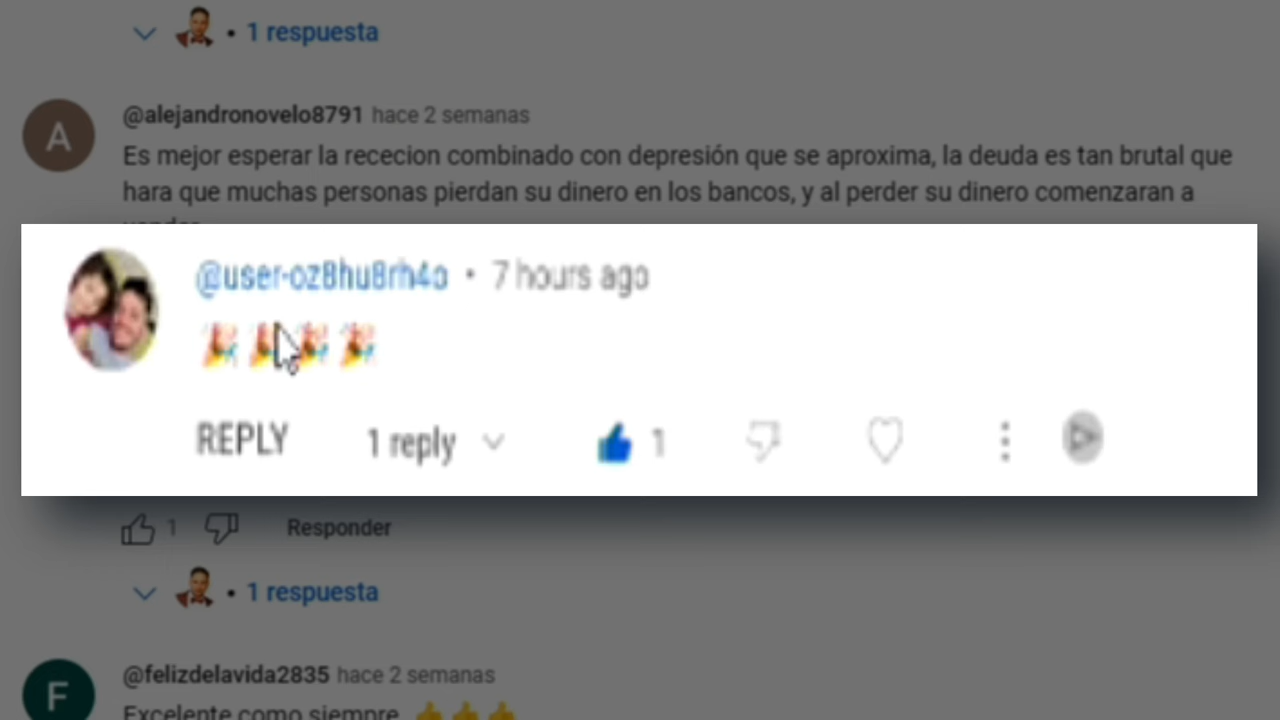 • 1 respuesta
@alejandronovelo8791 hace 2 semanas
Es mejor esperar la rececion combinado con depresión que se aproxima, la deuda es tan brutal que
hara que muchas personas pierdan su dinero en los bancos, y al perder su dinero comenzaran a
@user-oz8hu8rh4o • 7 hours ago
🎉🎉🎉🎉
REPLY 1 reply 1
1 Responder
• 1 respuesta
@felizdelavida2835 hace 2 semanas
Excelente como siempre 👍👍👍
A
F